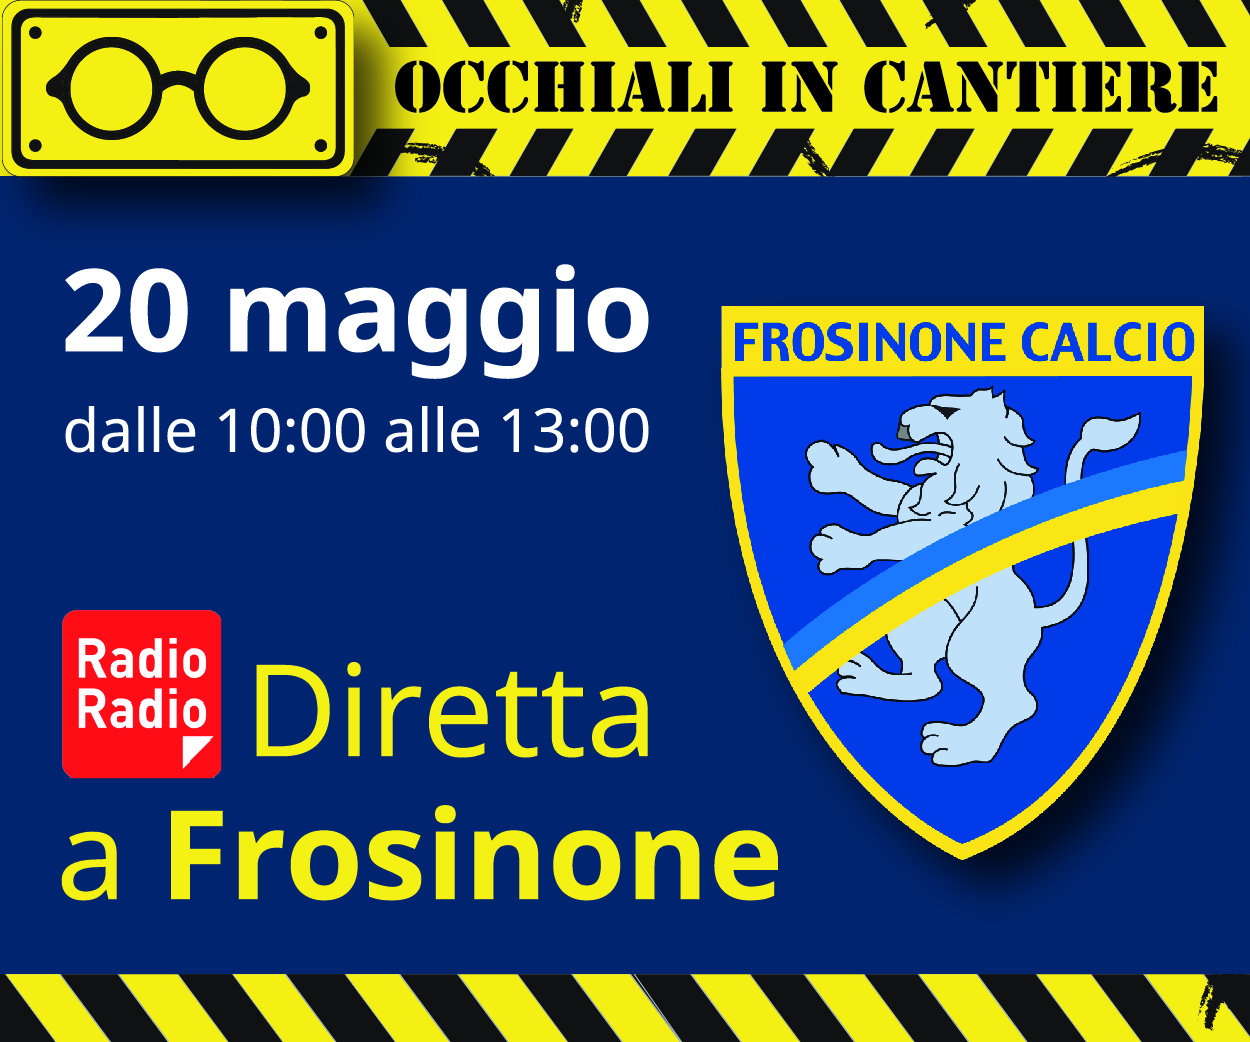 OCCHIALI IN CANTIERE
20 maggio
dalle 10:00 alle 13:00
FROSINONE CALCIO
Radio
Radio
Diretta
a Frosinone